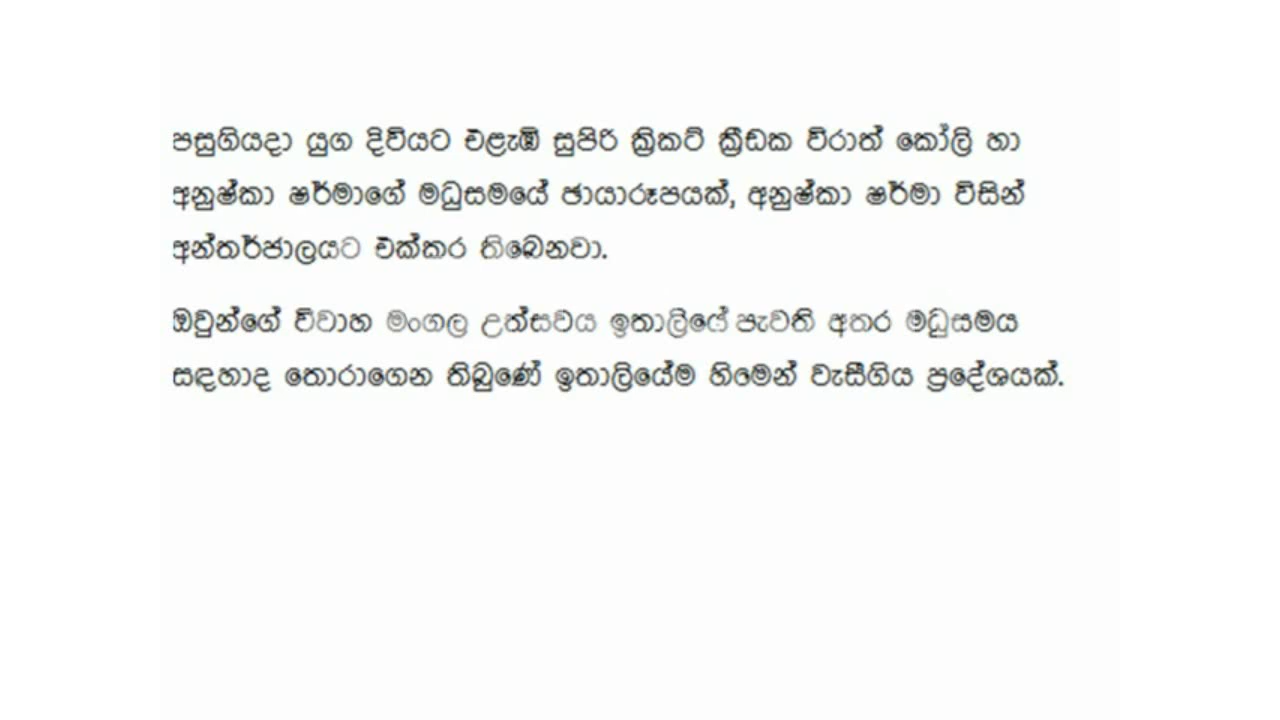 පසුගියදා යුග දිවියට එළැඹි සුපිරි ක්‍රිකට් ක්‍රීඩක විරාත් කෝලි හා
අනුෂ්කා ෂර්මාගේ මධුසමයේ ඡායාරූපයක්, අනුෂ්කා ෂර්මා විසින්
අන්තර්ජාලයට එක්කර තිබෙනවා.
ඔවුන්ගේ විවාහ මංගල උත්සවය ඉතාලියේ පැවති අතර මධුසමය
සඳහාද තොරාගෙන තිබුණේ ඉතාලියේම හිමෙන් වැසීගිය ප්‍රදේශයක්.